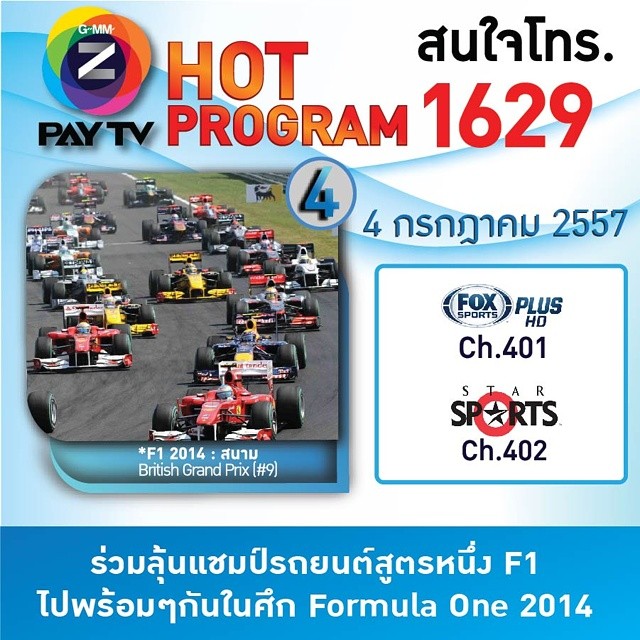 G-MM
Z
PAY TV
HOT
PROGRAM
สนใจโทร.
1629
4
4 กรกฎาคม 2557
FOX
SPORTS
PLUS
HD
Ch.401
STAR
SPORTS
Ch.402
*F1 2014 : สนาม
British Grand Prix (#9)
ร่วมลุ้นแชมป์รถยนต์สูตรหนึ่ง F1
ไปพร้อมๆกันในศึก Formula One 2014